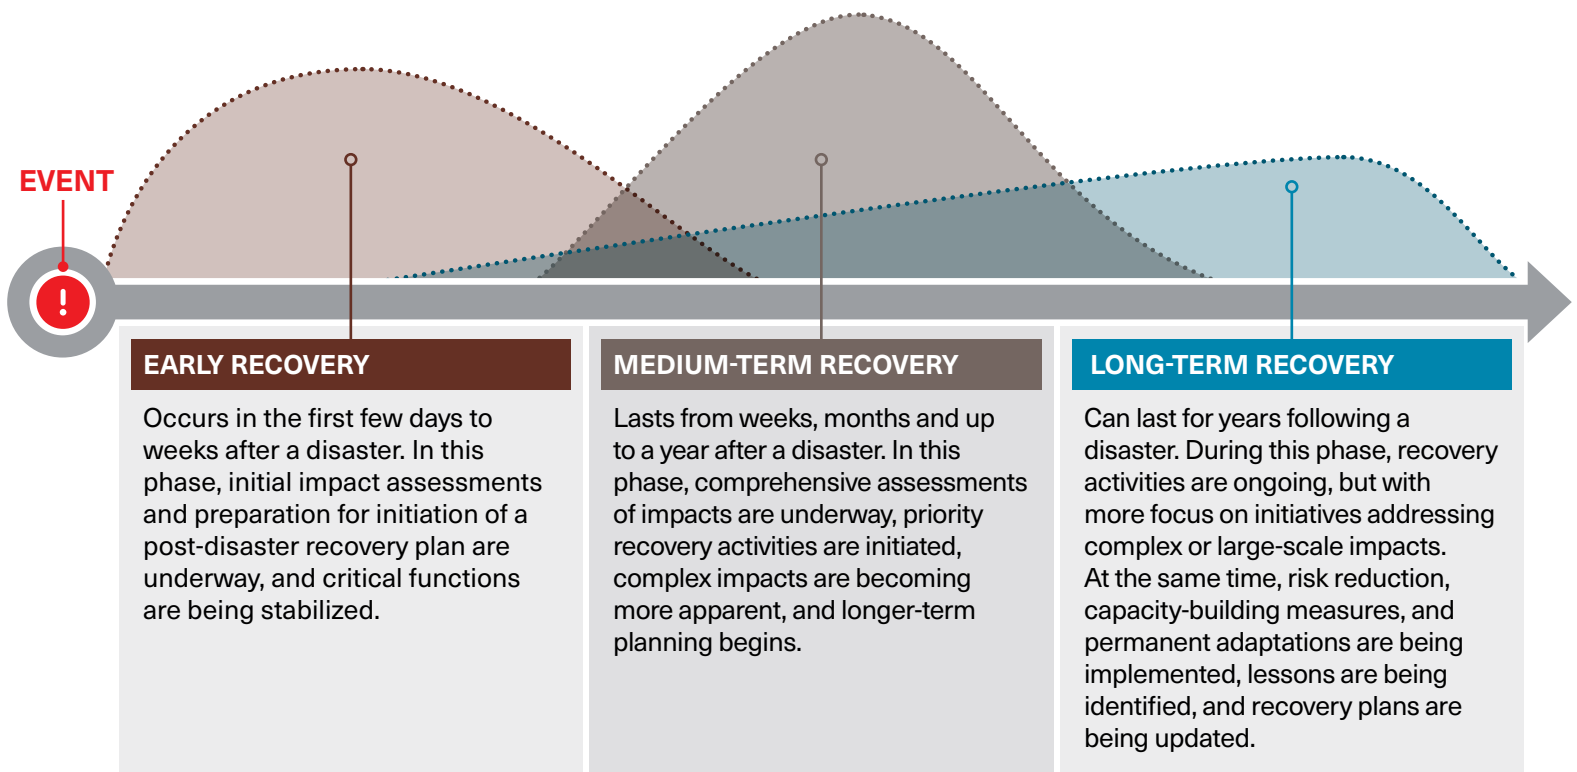 EVENT
!
EARLY RECOVERY
Occurs in the first few days to
weeks after a disaster. In this
phase, initial impact assessments
and preparation for initiation of a
post-disaster recovery plan are
underway, and critical functions
are being stabilized.
MEDIUM-TERM RECOVERY
Lasts from weeks, months and up
to a year after a disaster. In this
phase, comprehensive assessments
of impacts are underway, priority
recovery activities are initiated,
complex impacts are becoming
more apparent, and longer-term
planning begins.
LONG-TERM RECOVERY
Can last for years following a
disaster. During this phase, recovery
activities are ongoing, but with
more focus on initiatives addressing
complex or large-scale impacts.
At the same time, risk reduction,
capacity-building measures, and
permanent adaptations are being
implemented, lessons are being
identified, and recovery plans are
being updated.